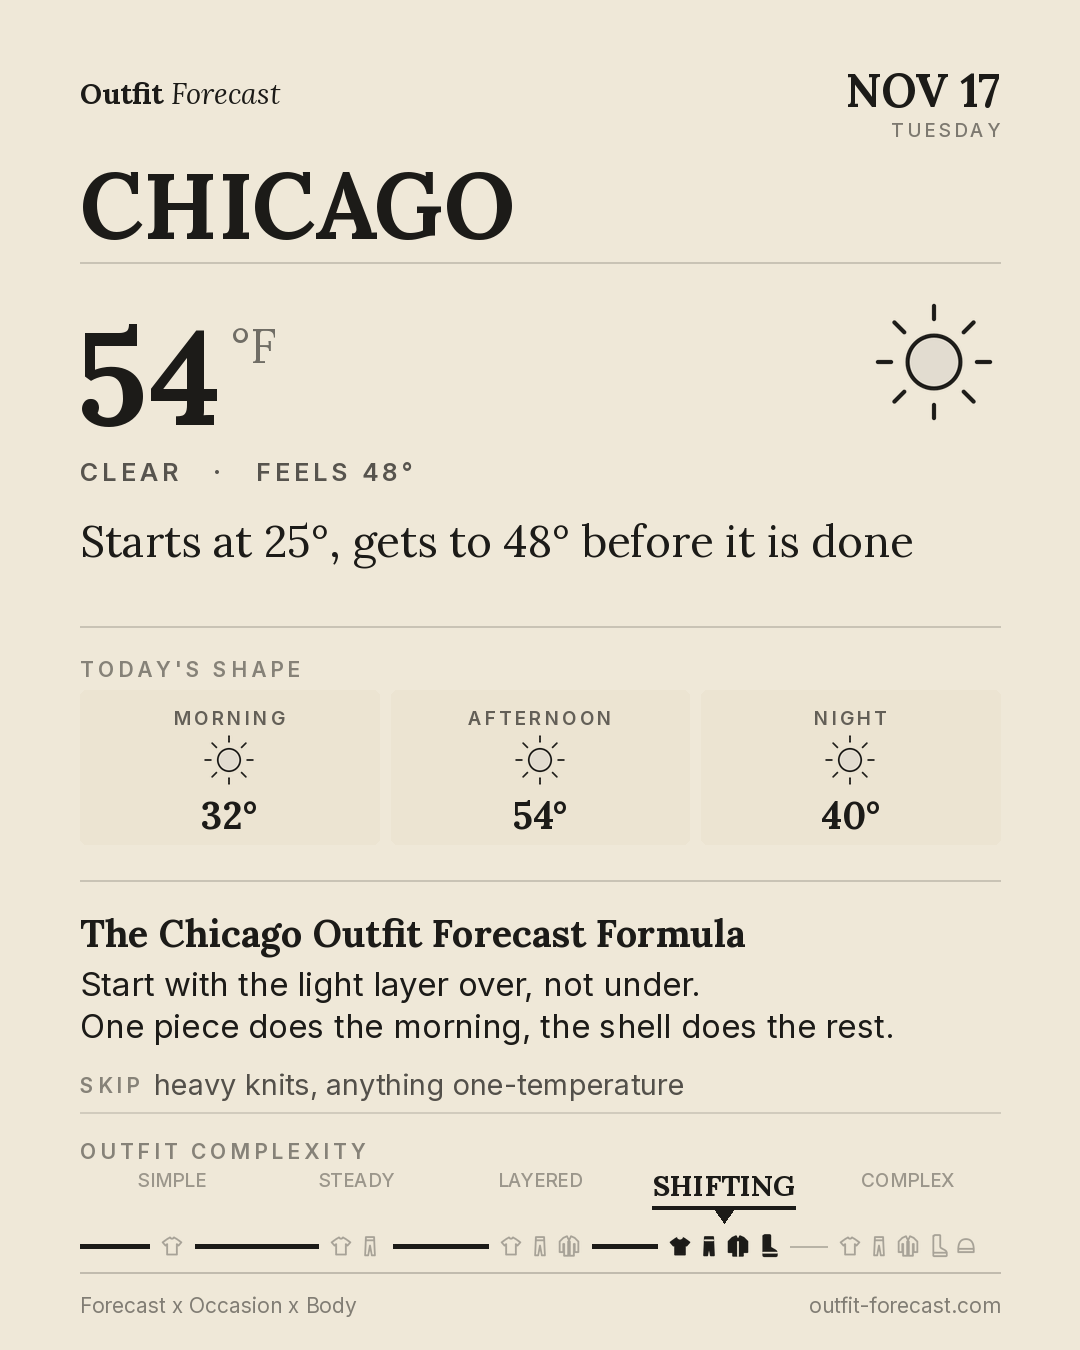 Outfit Forecast
NOV 17
TUESDAY
CHICAGO
54 °F
CLEAR · FEELS 48°
Starts at 25°, gets to 48° before it is done
TODAY'S SHAPE
MORNING
32°
AFTERNOON
54°
NIGHT
40°
The Chicago Outfit Forecast Formula
Start with the light layer over, not under.
One piece does the morning, the shell does the rest.
SKIP heavy knits, anything one-temperature
OUTFIT COMPLEXITY
SIMPLE STEADY LAYERED SHIFTING COMPLEX
Forecast x Occasion x Body
outfit-forecast.com